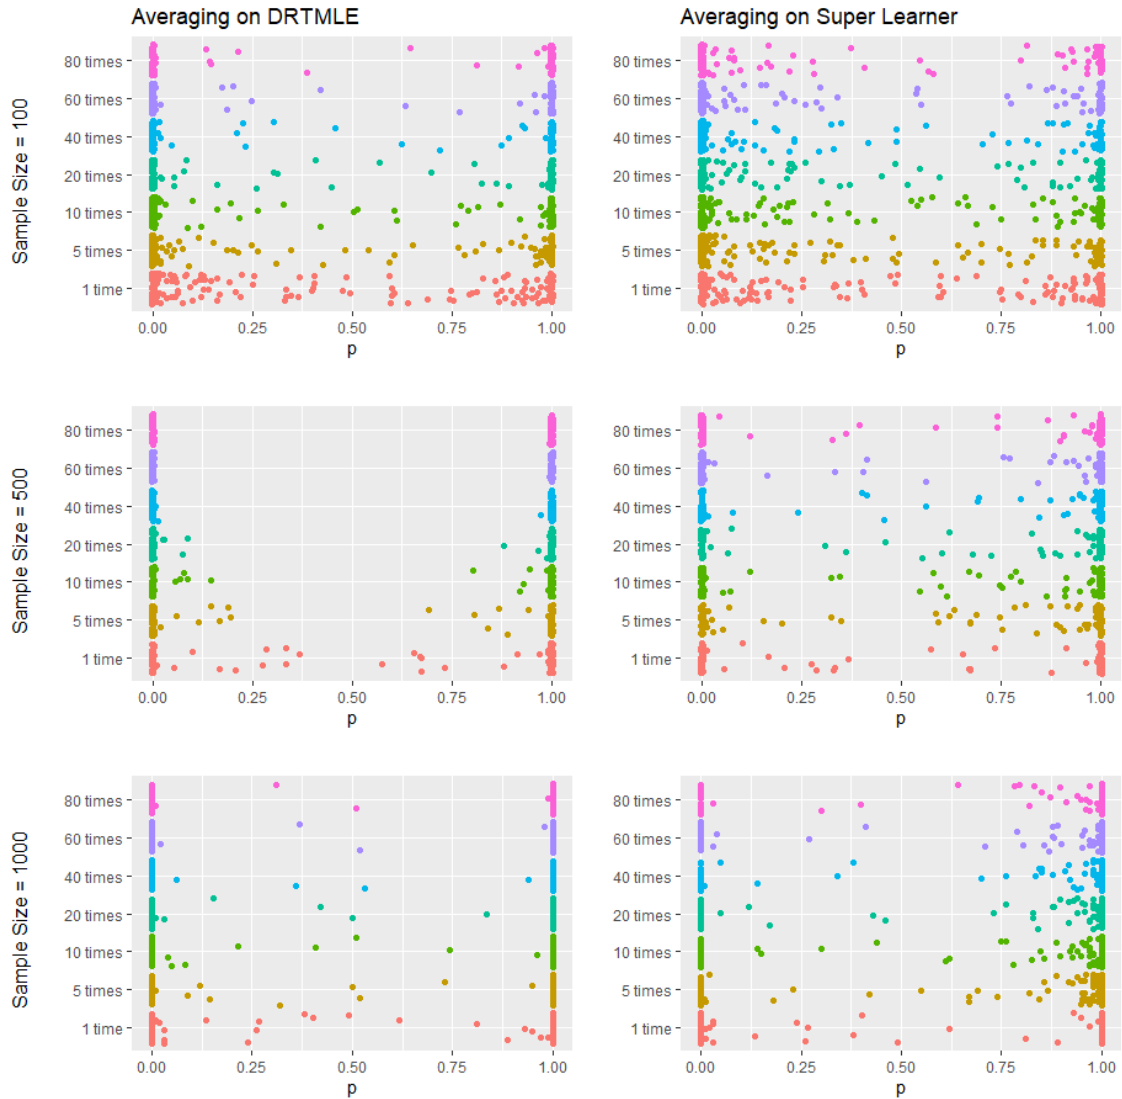 Averaging on DRTMLE
Averaging on Super Learner
Sample Size = 100
80 times
60 times
40 times
20 times
10 times
5 times
1 time
0.00 0.25 0.50 0.75 1.00
p
80 times
60 times
40 times
20 times
10 times
5 times
1 time
0.00 0.25 0.50 0.75 1.00
p
Sample Size = 500
80 times
60 times
40 times
20 times
10 times
5 times
1 time
0.00 0.25 0.50 0.75 1.00
p
80 times
60 times
40 times
20 times
10 times
5 times
1 time
0.00 0.25 0.50 0.75 1.00
p
Sample Size = 1000
80 times
60 times
40 times
20 times
10 times
5 times
1 time
0.00 0.25 0.50 0.75 1.00
p
80 times
60 times
40 times
20 times
10 times
5 times
1 time
0.00 0.25 0.50 0.75 1.00
p